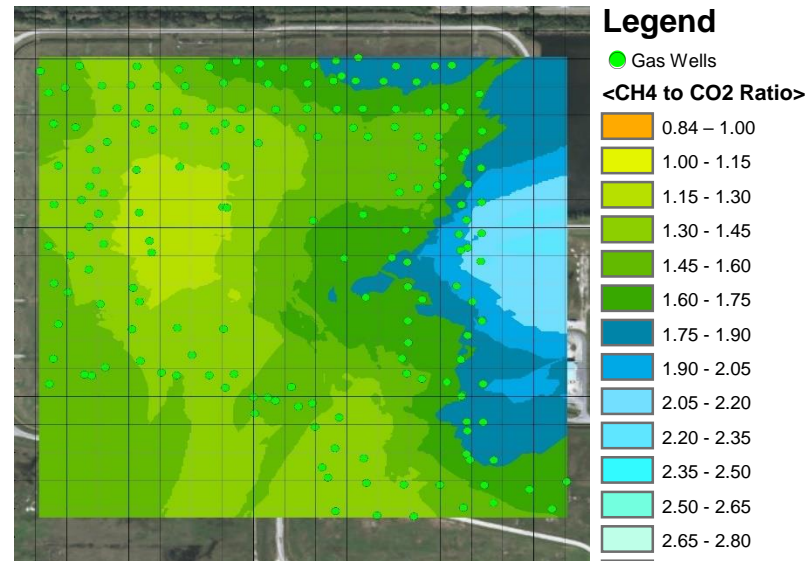 Legend
Gas Wells
<CH4 to CO2 Ratio>
0.84 – 1.00
1.00 - 1.15
1.15 - 1.30
1.30 - 1.45
1.45 - 1.60
1.60 - 1.75
1.75 - 1.90
1.90 - 2.05
2.05 - 2.20
2.20 - 2.35
2.35 - 2.50
2.50 - 2.65
2.65 - 2.80